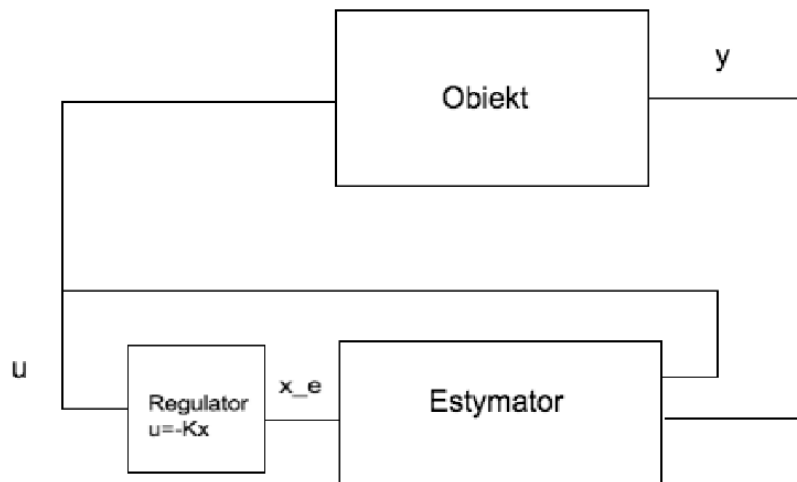 y
Obiekt
u
x_e
Regulator
u=-Kx
Estymator